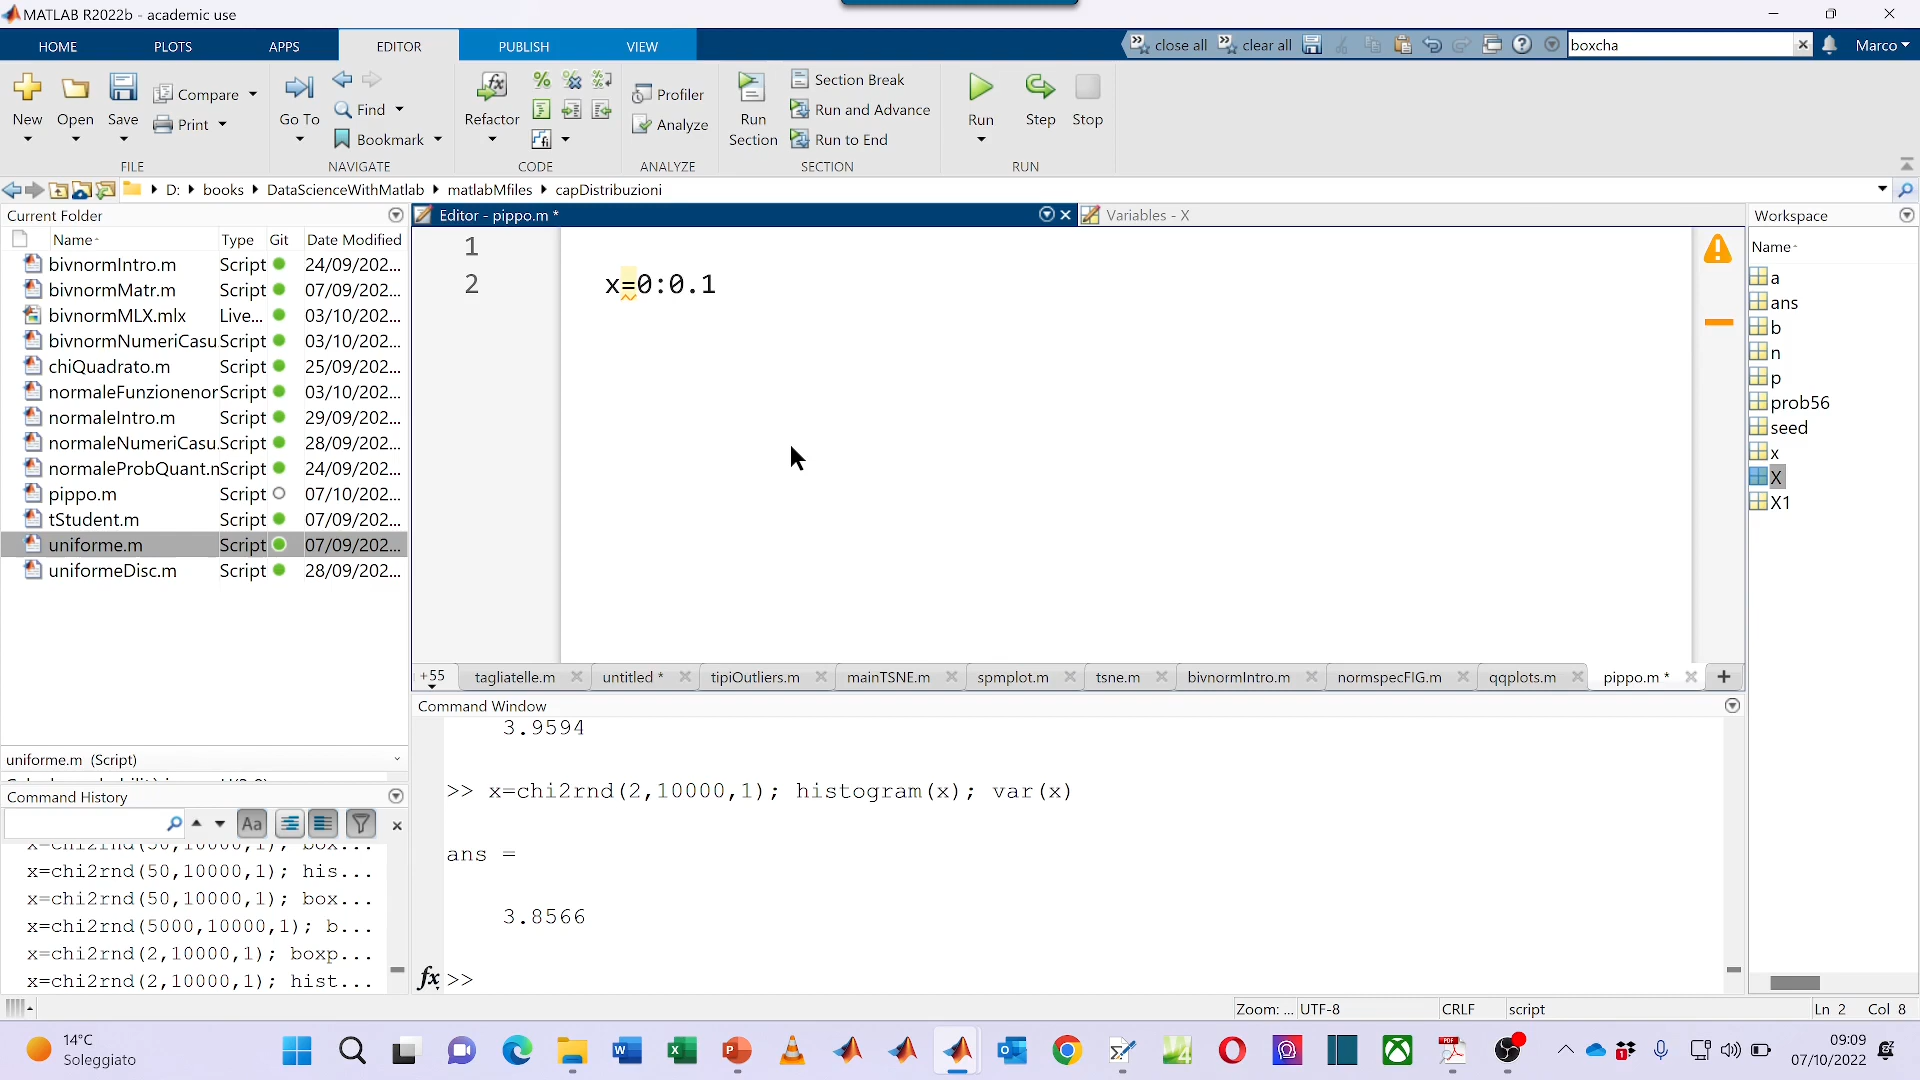 MATLAB R2022b - academic use
HOME PLOTS APPS EDITOR PUBLISH VIEW close all clear all boxcha Marco
New Open Save Compare Print Go To Find Bookmark Refactor Profiler Analyze Run Section Section Break Run and Advance Run to End Run Step Stop
FILE NAVIGATE CODE ANALYZE SECTION RUN
D: books DataScienceWithMatlab matlabMfiles capDistribuzioni
Current Folder
Name Type Git Date Modified
bivnormIntro.m Script 24/09/202...
bivnormMatr.m Script 07/09/202...
bivnormMLX.mlx Live... 03/10/202...
bivnormNumeriCasu Script 03/10/202...
chiQuadrato.m Script 25/09/202...
normaleFunzionenor Script 03/10/202...
normaleIntro.m Script 29/09/202...
normaleNumeriCasu. Script 28/09/202...
normaleProbQuant.n Script 24/09/202...
pippo.m Script 07/10/202...
tStudent.m Script 07/09/202...
uniforme.m Script 07/09/202...
uniformeDisc.m Script 28/09/202...
uniforme.m (Script)
Command History
Aa
x=chi2rnd(50,10000,1); box...
x=chi2rnd(50,10000,1); his...
x=chi2rnd(50,10000,1); box...
x=chi2rnd(5000,10000,1); b...
x=chi2rnd(2,10000,1); boxp...
x=chi2rnd(2,10000,1); hist...
Editor - pippo.m *
Variables - X
1
2 x=0:0.1
+55 tagliatelle.m untitled * tipiOutliers.m mainTSNE.m spmplot.m tsne.m bivnormIntro.m normspecFIG.m qqplots.m pippo.m * +
Command Window
3.9594
>> x=chi2rnd(2,10000,1); histogram(x); var(x)
ans =
3.8566
fx >>
Workspace
Name
a
ans
b
n
p
prob56
seed
x
X
X1
Zoom: ... UTF-8 CRLF script Ln 2 Col 8
14°C
Soleggiato
09:09
07/10/2022